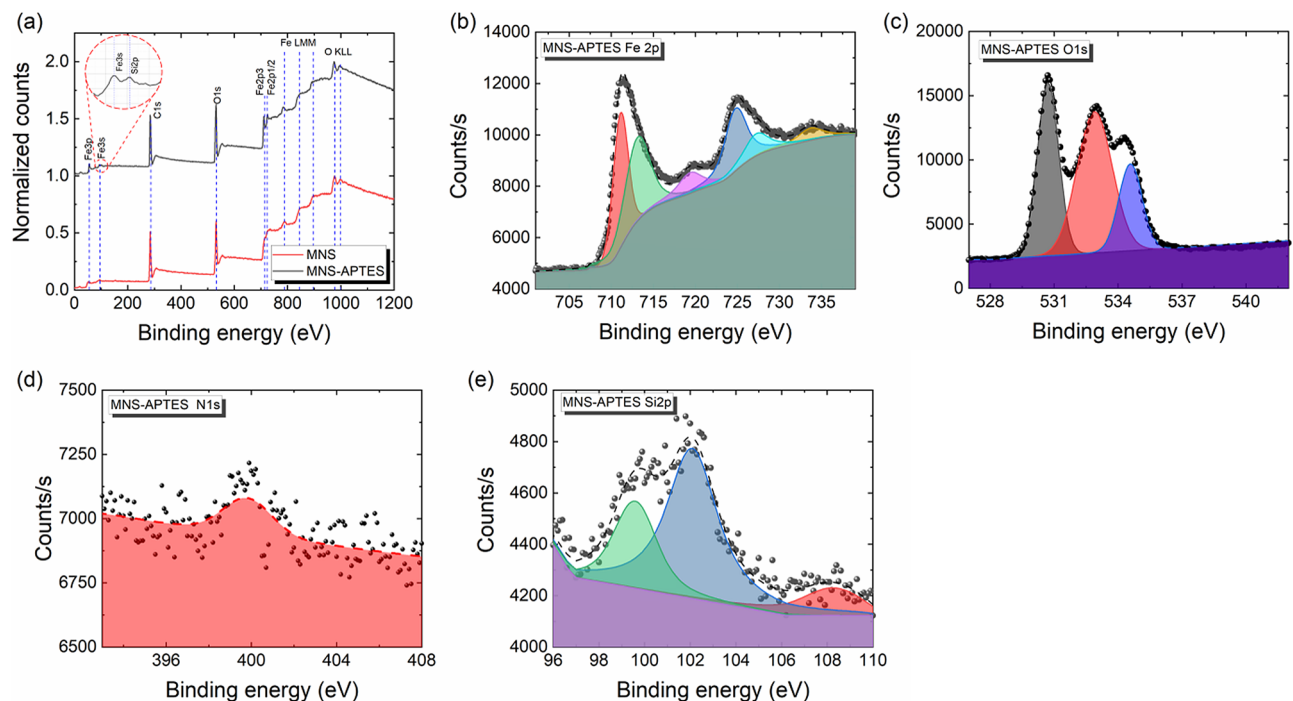 (a)
Normalized counts
2.0
1.5
1.0
0.5
0.0
Fe3s
Si2p
Fe3p
Fe3s
C1s
O1s
Fe2p3
Fe2p1/2
Fe LMM
O KLL
MNS
MNS-APTES
0 200 400 600 800 1000 1200
Binding energy (eV)
(b)
MNS-APTES Fe 2p
Counts/s
14000
12000
10000
8000
6000
4000
705 710 715 720 725 730 735
Binding energy (eV)
(c)
MNS-APTES O1s
Counts/s
20000
15000
10000
5000
0
528 531 534 537 540
Binding energy (eV)
(d)
MNS-APTES N1s
Counts/s
7500
7250
7000
6750
6500
396 400 404 408
Binding energy (eV)
(e)
MNS-APTES Si2p
Counts/s
5000
4800
4600
4400
4200
4000
96 98 100 102 104 106 108 110
Binding energy (eV)